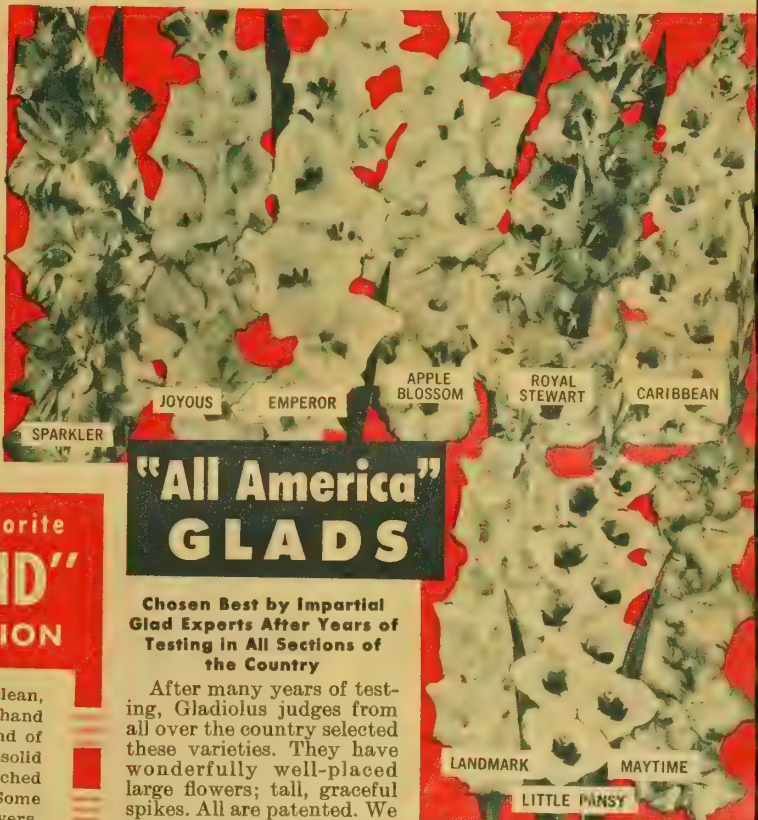 SPARKLER
JOYOUS
EMPEROR
APPLE
BLOSSOM
ROYAL
STEWART
CARIBBEAN
"All America"
GLADS
Chosen Best by Impartial
Glad Experts After Years of
Testing in All Sections of
the Country
After many years of test-
ing, Gladiolus judges from
all over the country selected
these varieties. They have
wonderfully well-placed
large flowers; tall, graceful
spikes. All are patented. We
LANDMARK
LITTLE PANSY
MAYTIME
orite
ND"
ION
lean,
hand
nd of
solid
ched
Some
vers